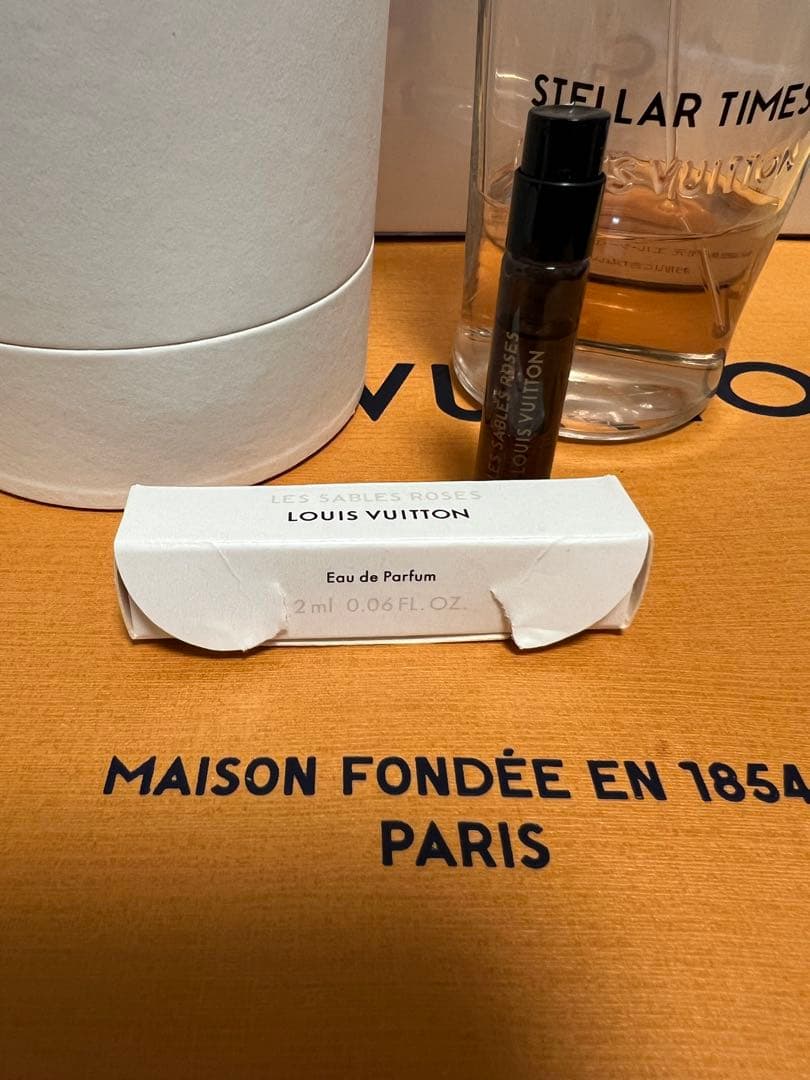 STELLAR TIMES
LOUIS VUITTON
LES SABLES ROSES
LOUIS VUITTON
LES SABLES ROSES
LOUIS VUITTON
Eau de Parfum
2 ml 0.06 FL. OZ.
MAISON FONDÉE EN 1854
PARIS